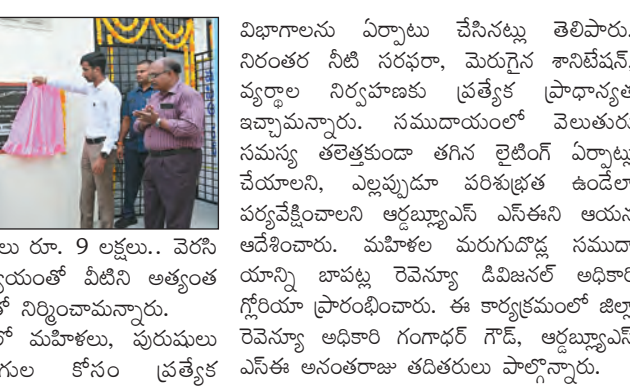 లు రూ. 9 లక్షలు.. వెరసి
్యయంతో వీటిని అత్యంత
తో నిర్మించామన్నారు.
లో మహిళలు, పురుషులు
గుల కోసం ప్రత్యేక
విభాగాలను ఏర్పాటు చేసినట్లు తెలిపారు.
నిరంతర నీటి సరఫరా, మెరుగైన శానిటేషన్,
వ్యర్థాల నిర్వహణకు ప్రత్యేక ప్రాధాన్యత
ఇచ్చామన్నారు. సముదాయంలో వెలుతురు
సమస్య తలెత్తకుండా తగిన లైటింగ్ ఏర్పాట్లు
చేయాలని, ఎల్లప్పుడూ పరిశుభ్రత ఉండేలా
పర్యవేక్షించాలని ఆర్డబ్ల్యూఎస్ ఎస్ఈని ఆయన
ఆదేశించారు. మహిళల మరుగుదొడ్ల సముదా
యాన్ని బాపట్ల రెవెన్యూ డివిజనల్ అధికారి
గ్లోరియా ప్రారంభించారు. ఈ కార్యక్రమంలో జిల్లా
రెవెన్యూ అధికారి గంగాధర్ గౌడ్, ఆర్డబ్ల్యూఎస్
ఎస్ఈ అనంతరాజు తదితరులు పాల్గొన్నారు.